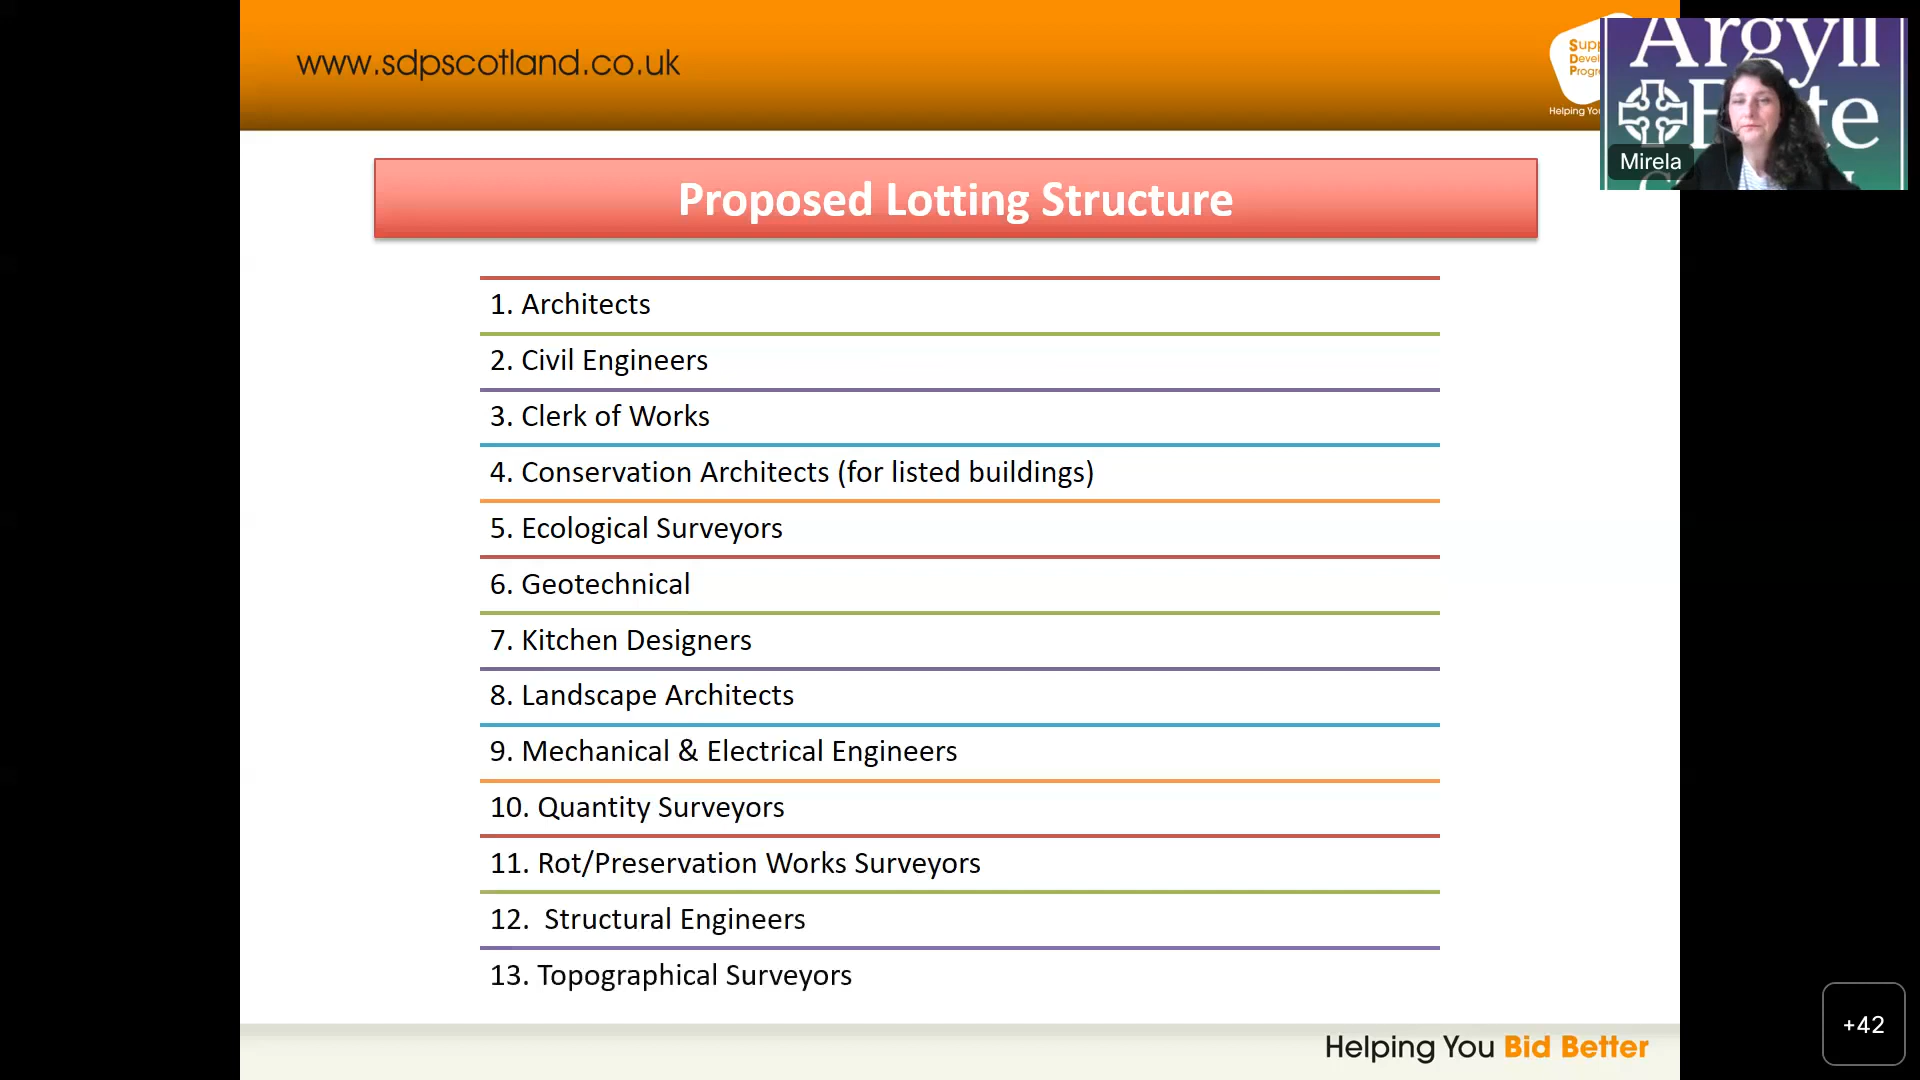 www.sdpscotland.co.uk
Helping
Argyll
Mirela
Proposed Lotting Structure
1. Architects
2. Civil Engineers
3. Clerk of Works
4. Conservation Architects (for listed buildings)
5. Ecological Surveyors
6. Geotechnical
7. Kitchen Designers
8. Landscape Architects
9. Mechanical & Electrical Engineers
10. Quantity Surveyors
11. Rot/Preservation Works Surveyors
12. Structural Engineers
13. Topographical Surveyors
Helping You Bid Better
+42